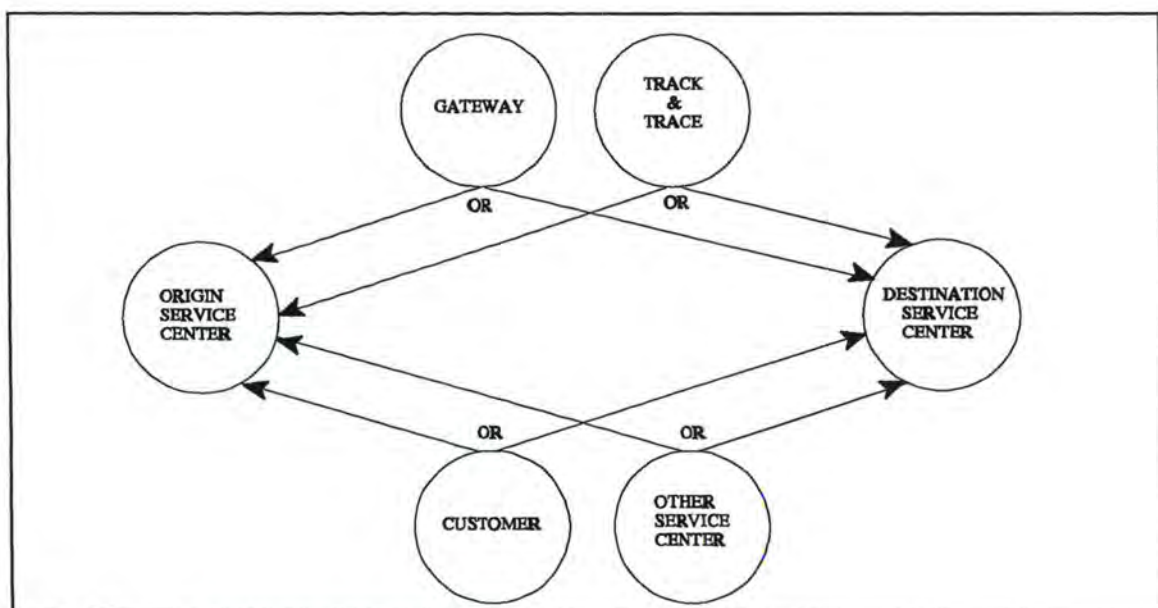 GATEWAY
TRACK
&
TRACE
OR
OR
ORIGIN
SERVICE
CENTER
DESTINATION
SERVICE
CENTER
OR
OR
CUSTOMER
OTHER
SERVICE
CENTER